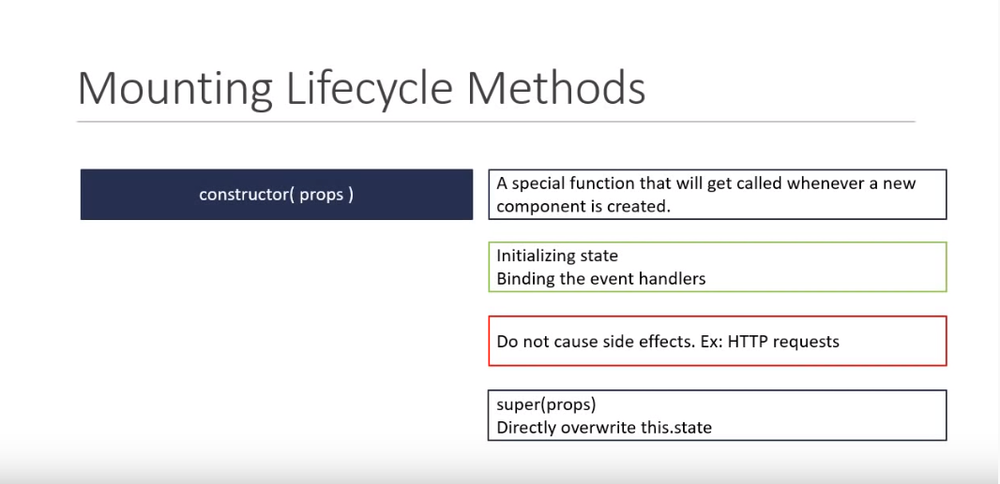 Mounting Lifecycle Methods
constructor( props )
A special function that will get called whenever a new
component is created.
Initializing state
Binding the event handlers
Do not cause side effects. Ex: HTTP requests
super(props)
Directly overwrite this.state